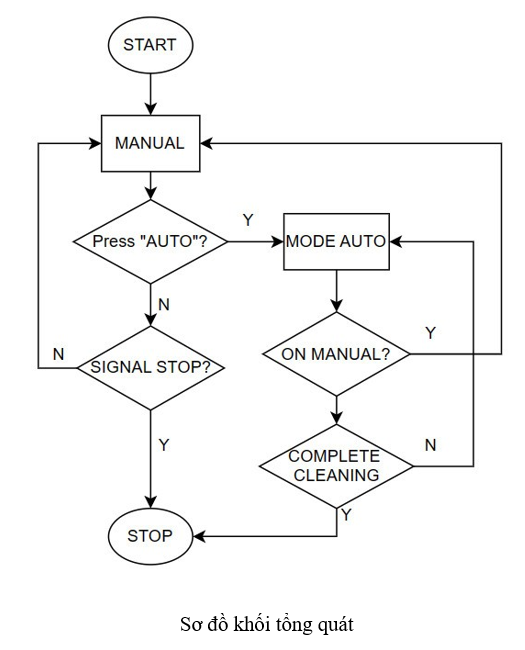 START
MANUAL
Press "AUTO"?
Y
MODE AUTO
N
ON MANUAL?
Y
N
SIGNAL STOP?
Y
COMPLETE
CLEANING
N
Y
STOP
Sơ đồ khối tổng quát